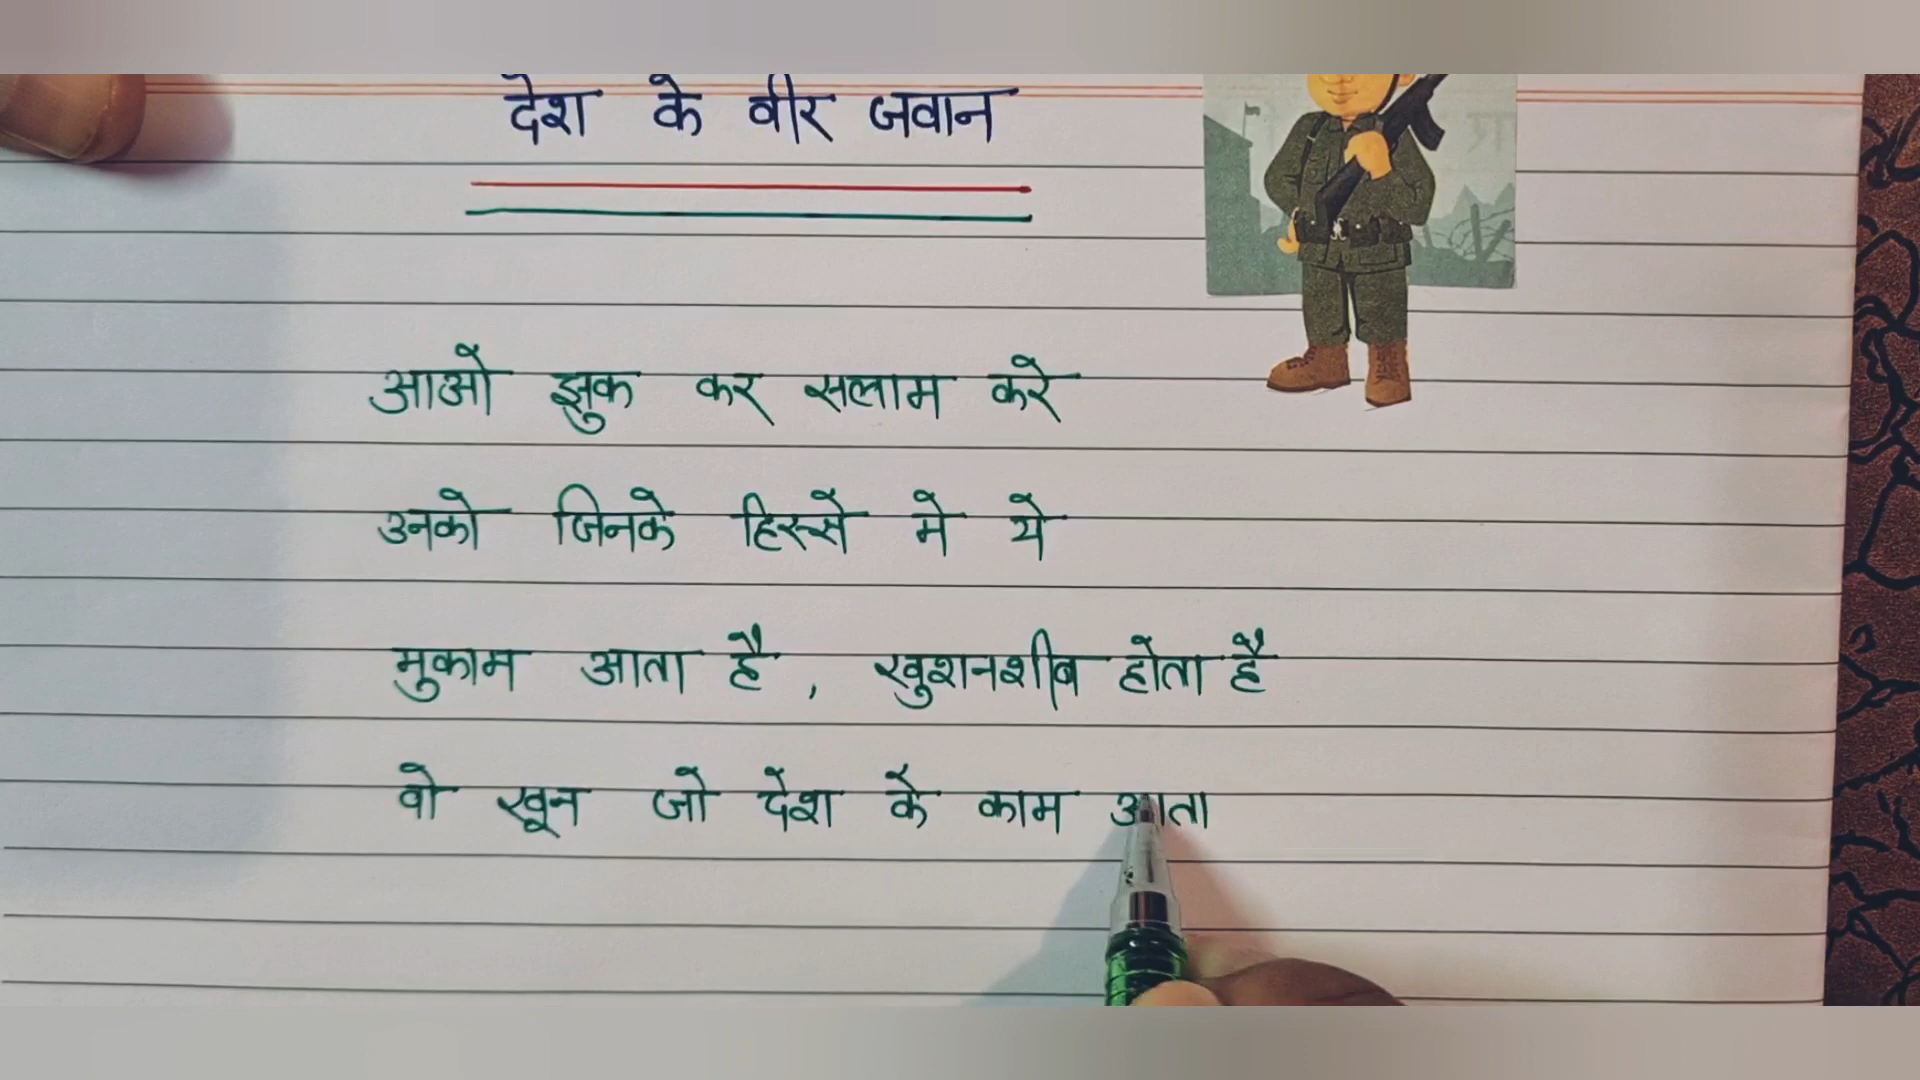 देश के वीर जवान
आओ झुक कर सलाम करे
उनको जिनके हिस्से मे ये
मुकाम आता है, खुशनशीब होता है
वो खून जो देश के काम आता